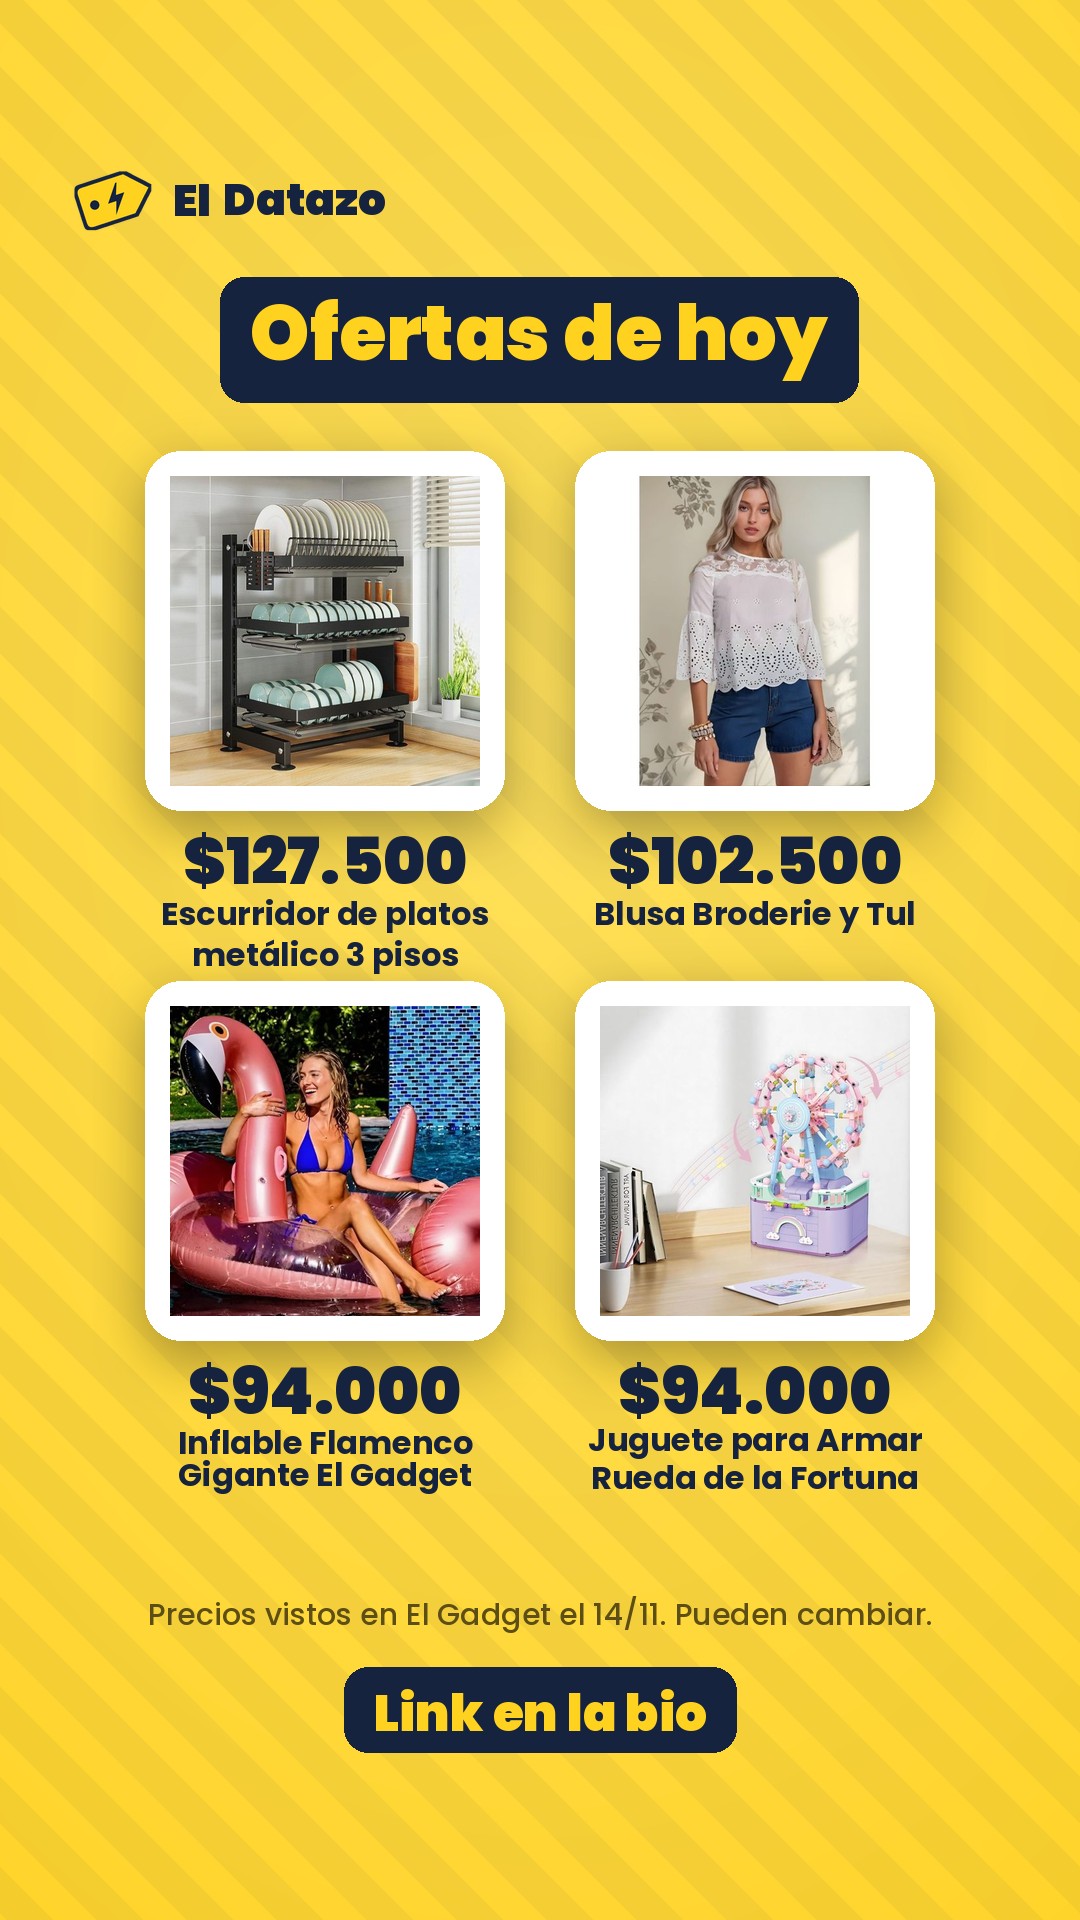 El Datazo
Ofertas de hoy
$127.500
Escurridor de platos
metálico 3 pisos
$102.500
Blusa Broderie y Tul
$94.000
Inflable Flamenco
Gigante El Gadget
$94.000
Juguete para Armar
Rueda de la Fortuna
Precios vistos en El Gadget el 14/11. Pueden cambiar.
Link en la bio